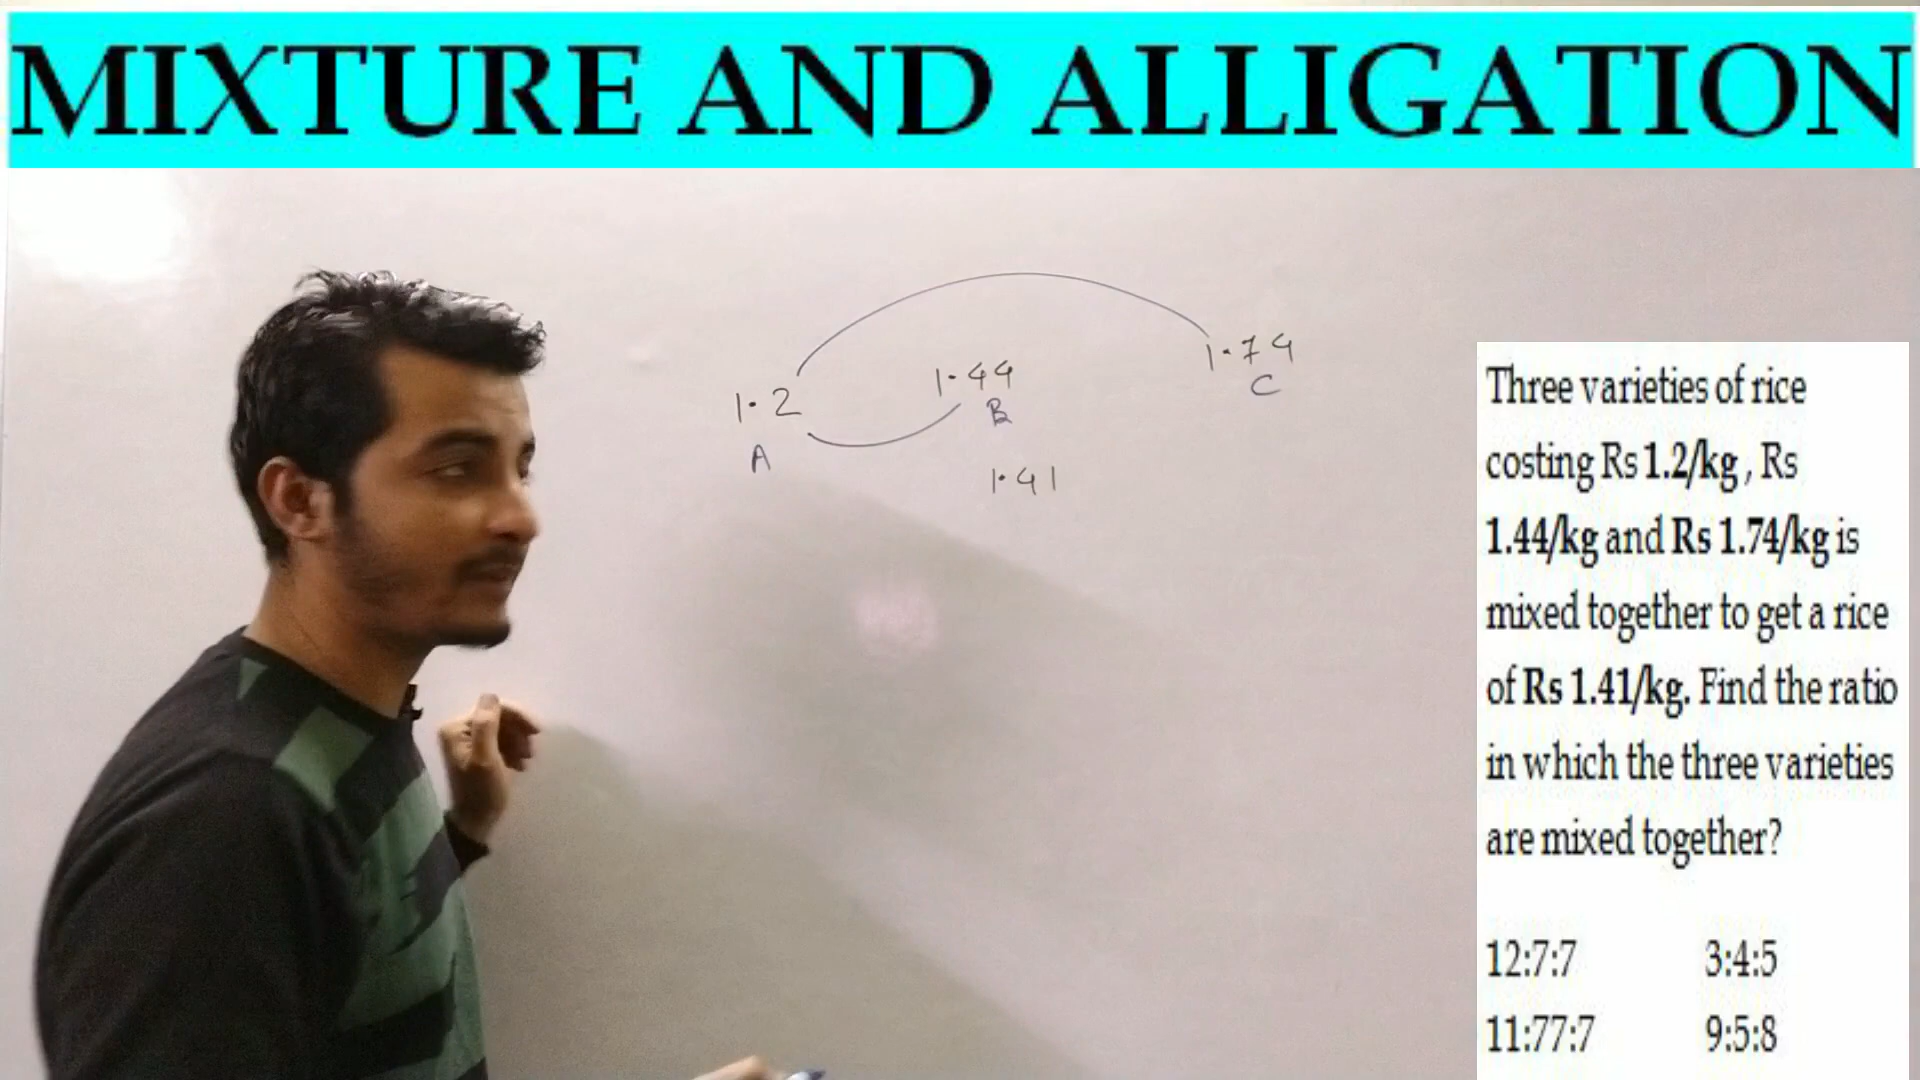 MIXTURE AND ALLIGATION
1.2
A
1.44
B
1.74
C
1.41
Three varieties of rice
costing Rs 1.2/kg , Rs
1.44/kg and Rs 1.74/kg is
mixed together to get a rice
of Rs 1.41/kg. Find the ratio
in which the three varieties
are mixed together?
12:7:7 3:4:5
11:77:7 9:5:8